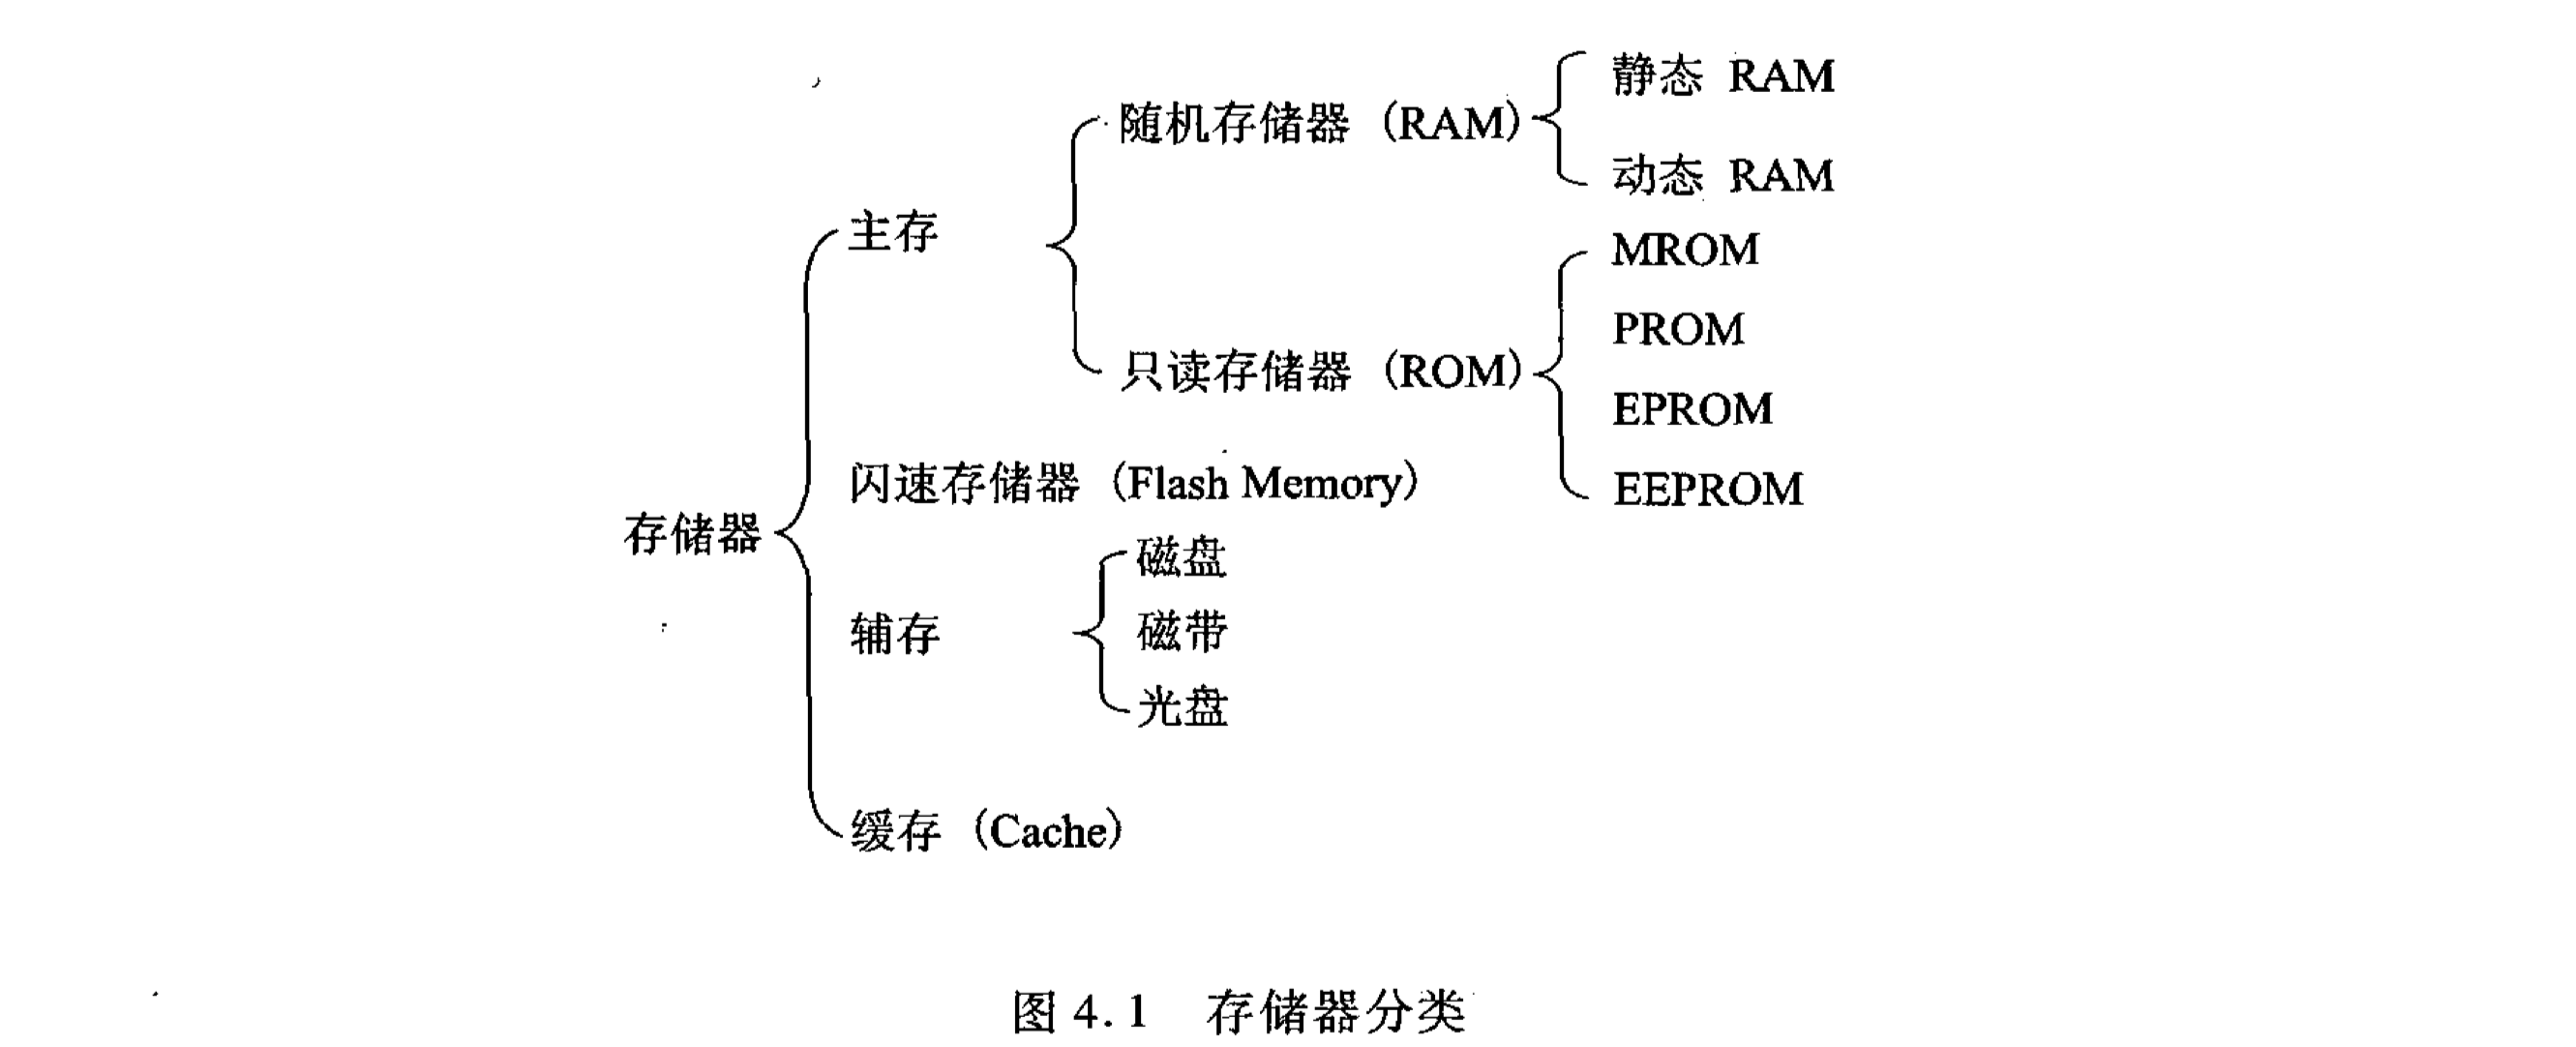 静态 RAM
随机存储器 (RAM)
动态 RAM
主存
MROM
PROM
只读存储器 (ROM)
EPROM
闪速存储器 (Flash Memory)
EEPROM
存储器
磁盘
辅存
磁带
光盘
缓存 (Cache)
图 4.1 存储器分类